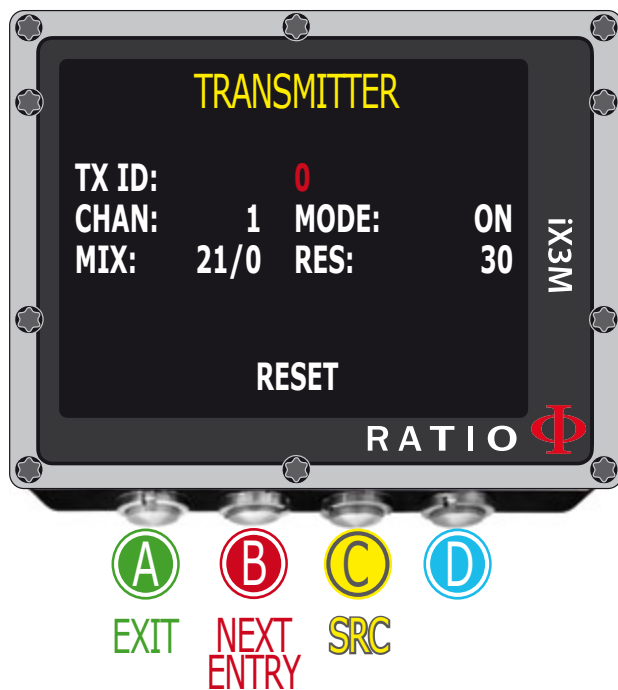 TRANSMITTER
TX ID: 0
CHAN: 1 MODE: ON
MIX: 21/0 RES: 30
RESET
iX3M
RATIO
A B C D
EXIT NEXT ENTRY SRC